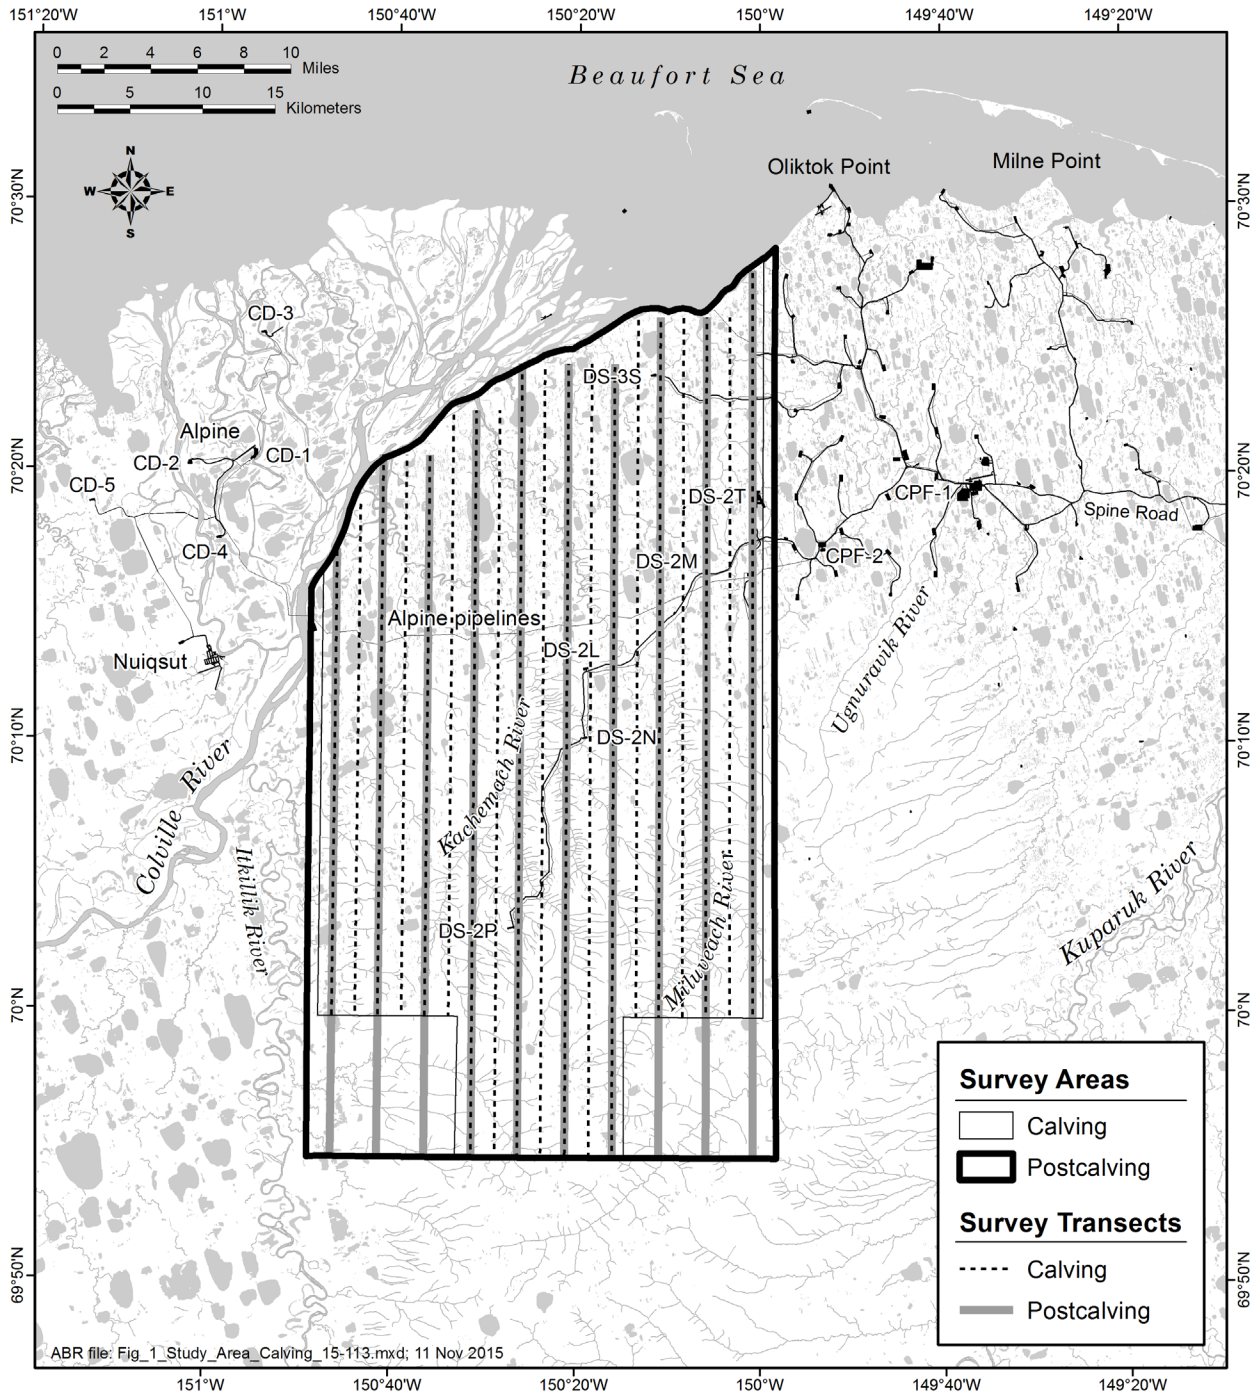 151°20'W 151°W 150°40'W 150°20'W 150°W 149°40'W 149°20'W
0 2 4 6 8 10
Miles
0 5 10 15
Kilometers
Beaufort Sea
N
W E
S
Oliktok Point
Milne Point
70°30'N
70°30'N
CD-3
DS-3S
Alpine
CD-2
CD-1
70°20'N
70°20'N
CD-5
DS-2T
CPF-1
Spine Road
CD-4
DS-2M
CPF-2
Alpine pipelines
Ugnuravik River
Nuiqsut
DS-2L
DS-2N
70°10'N
70°10'N
Kachemach River
Colville River
Itkillik River
Miluveach River
Kuparuk River
DS-2P
70°N
70°N
Survey Areas
Calving
Postcalving
Survey Transects
Calving
Postcalving
69°50'N
69°50'N
ABR file: Fig_1_Study_Area_Calving_15-113.mxd; 11 Nov 2015
151°W 150°40'W 150°20'W 150°W 149°40'W 149°20'W